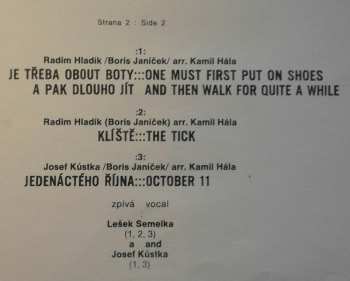 Strana 2 : Side 2
:1:
Radim Hladík /Boris Janíček/ arr. Kamil Hála
JE TŘEBA OBOUT BOTY:::ONE MUST FIRST PUT ON SHOES
A PAK DLOUHO JÍT AND THEN WALK FOR QUITE A WHILE
:2:
Radim Hladík (Boris Janíček) arr. Kamil Hála
KLÍŠTĚ:::THE TICK
:3:
Josef Kůstka /Boris Janíček/ arr. Kamil Hála
JEDENÁCTÉHO ŘÍJNA:::OCTOBER 11
zpívá vocal
Lešek Semelka
(1, 2, 3)
a and
Josef Kůstka
(1, 3)